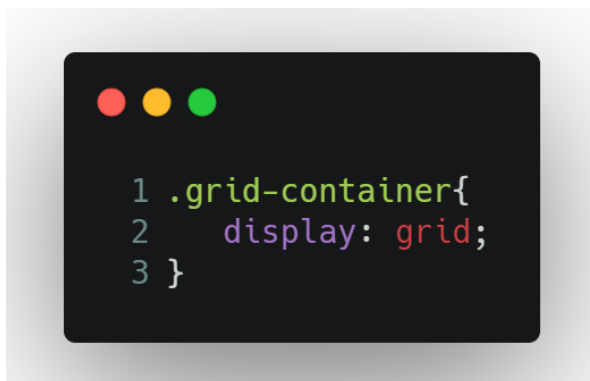 1 .grid-container{
2    display: grid;
3 }